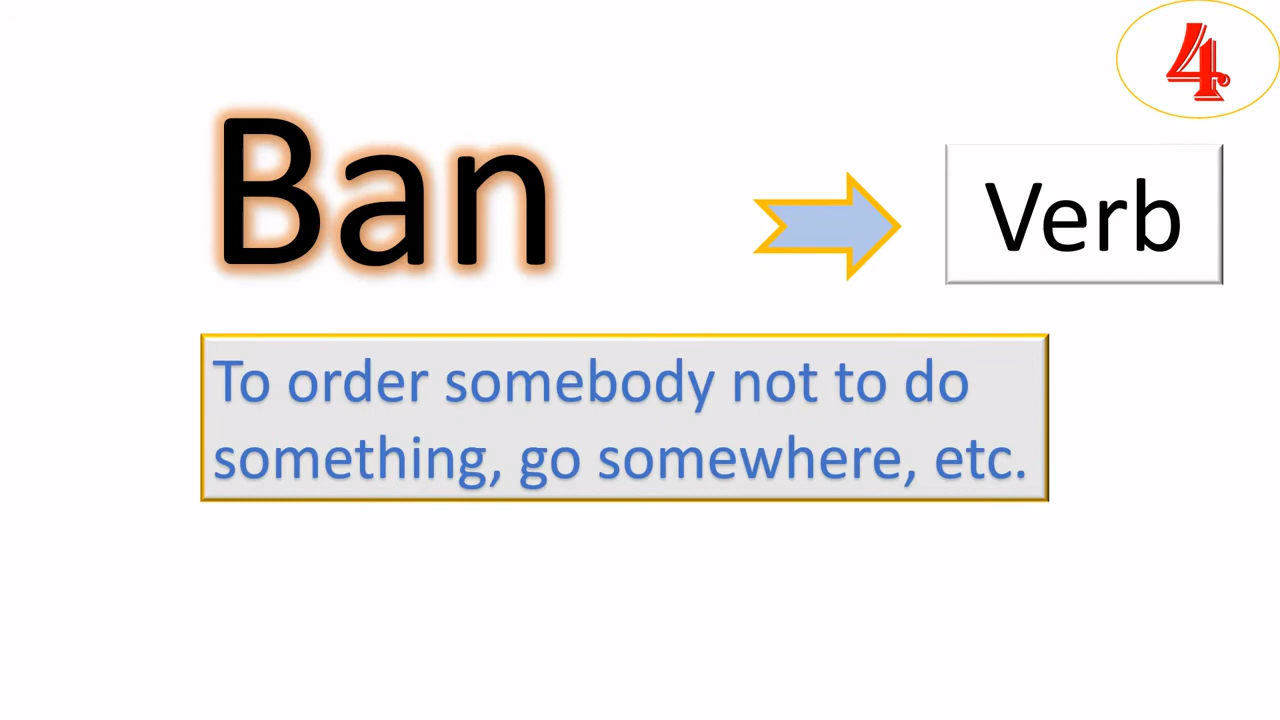 4
Ban
Verb
To order somebody not to do
something, go somewhere, etc.